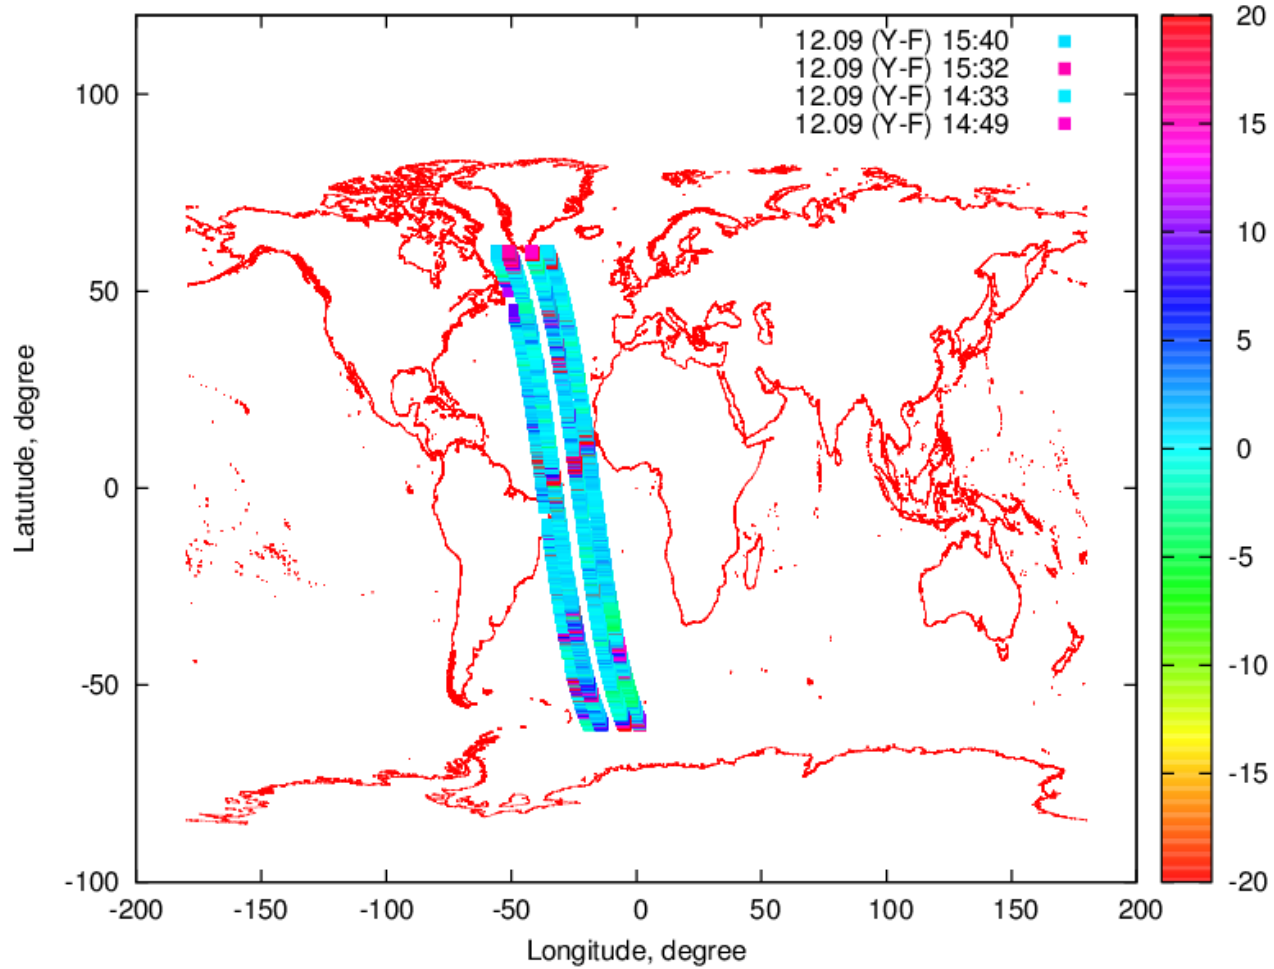 12.09 (Y-F) 15:40
12.09 (Y-F) 15:32
12.09 (Y-F) 14:33
12.09 (Y-F) 14:49
100
50
0
-50
-100
Latutude, degree
-200 -150 -100 -50 0 50 100 150 200
Longitude, degree
20
15
10
5
0
-5
-10
-15
-20